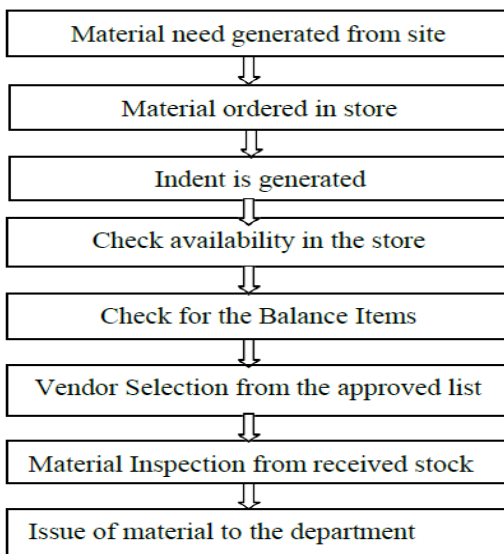 Material need generated from site
Material ordered in store
Indent is generated
Check availability in the store
Check for the Balance Items
Vendor Selection from the approved list
Material Inspection from received stock
Issue of material to the department